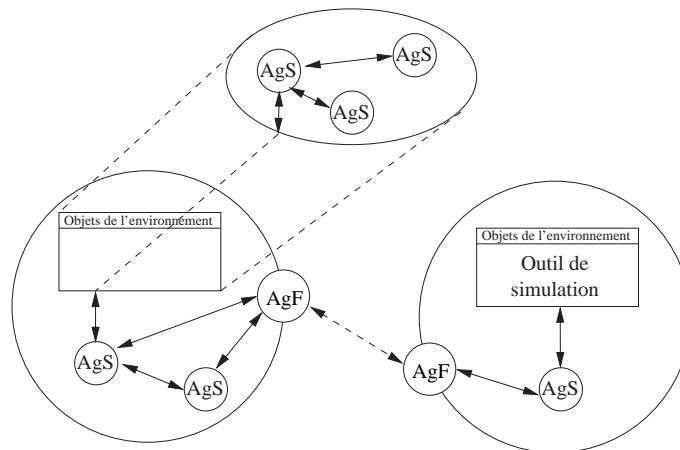 AgS
AgS
AgS
Objets de l'environnement
Objets de l'environnement
Outil de
simulation
AgF
AgF
AgS
AgS
AgS